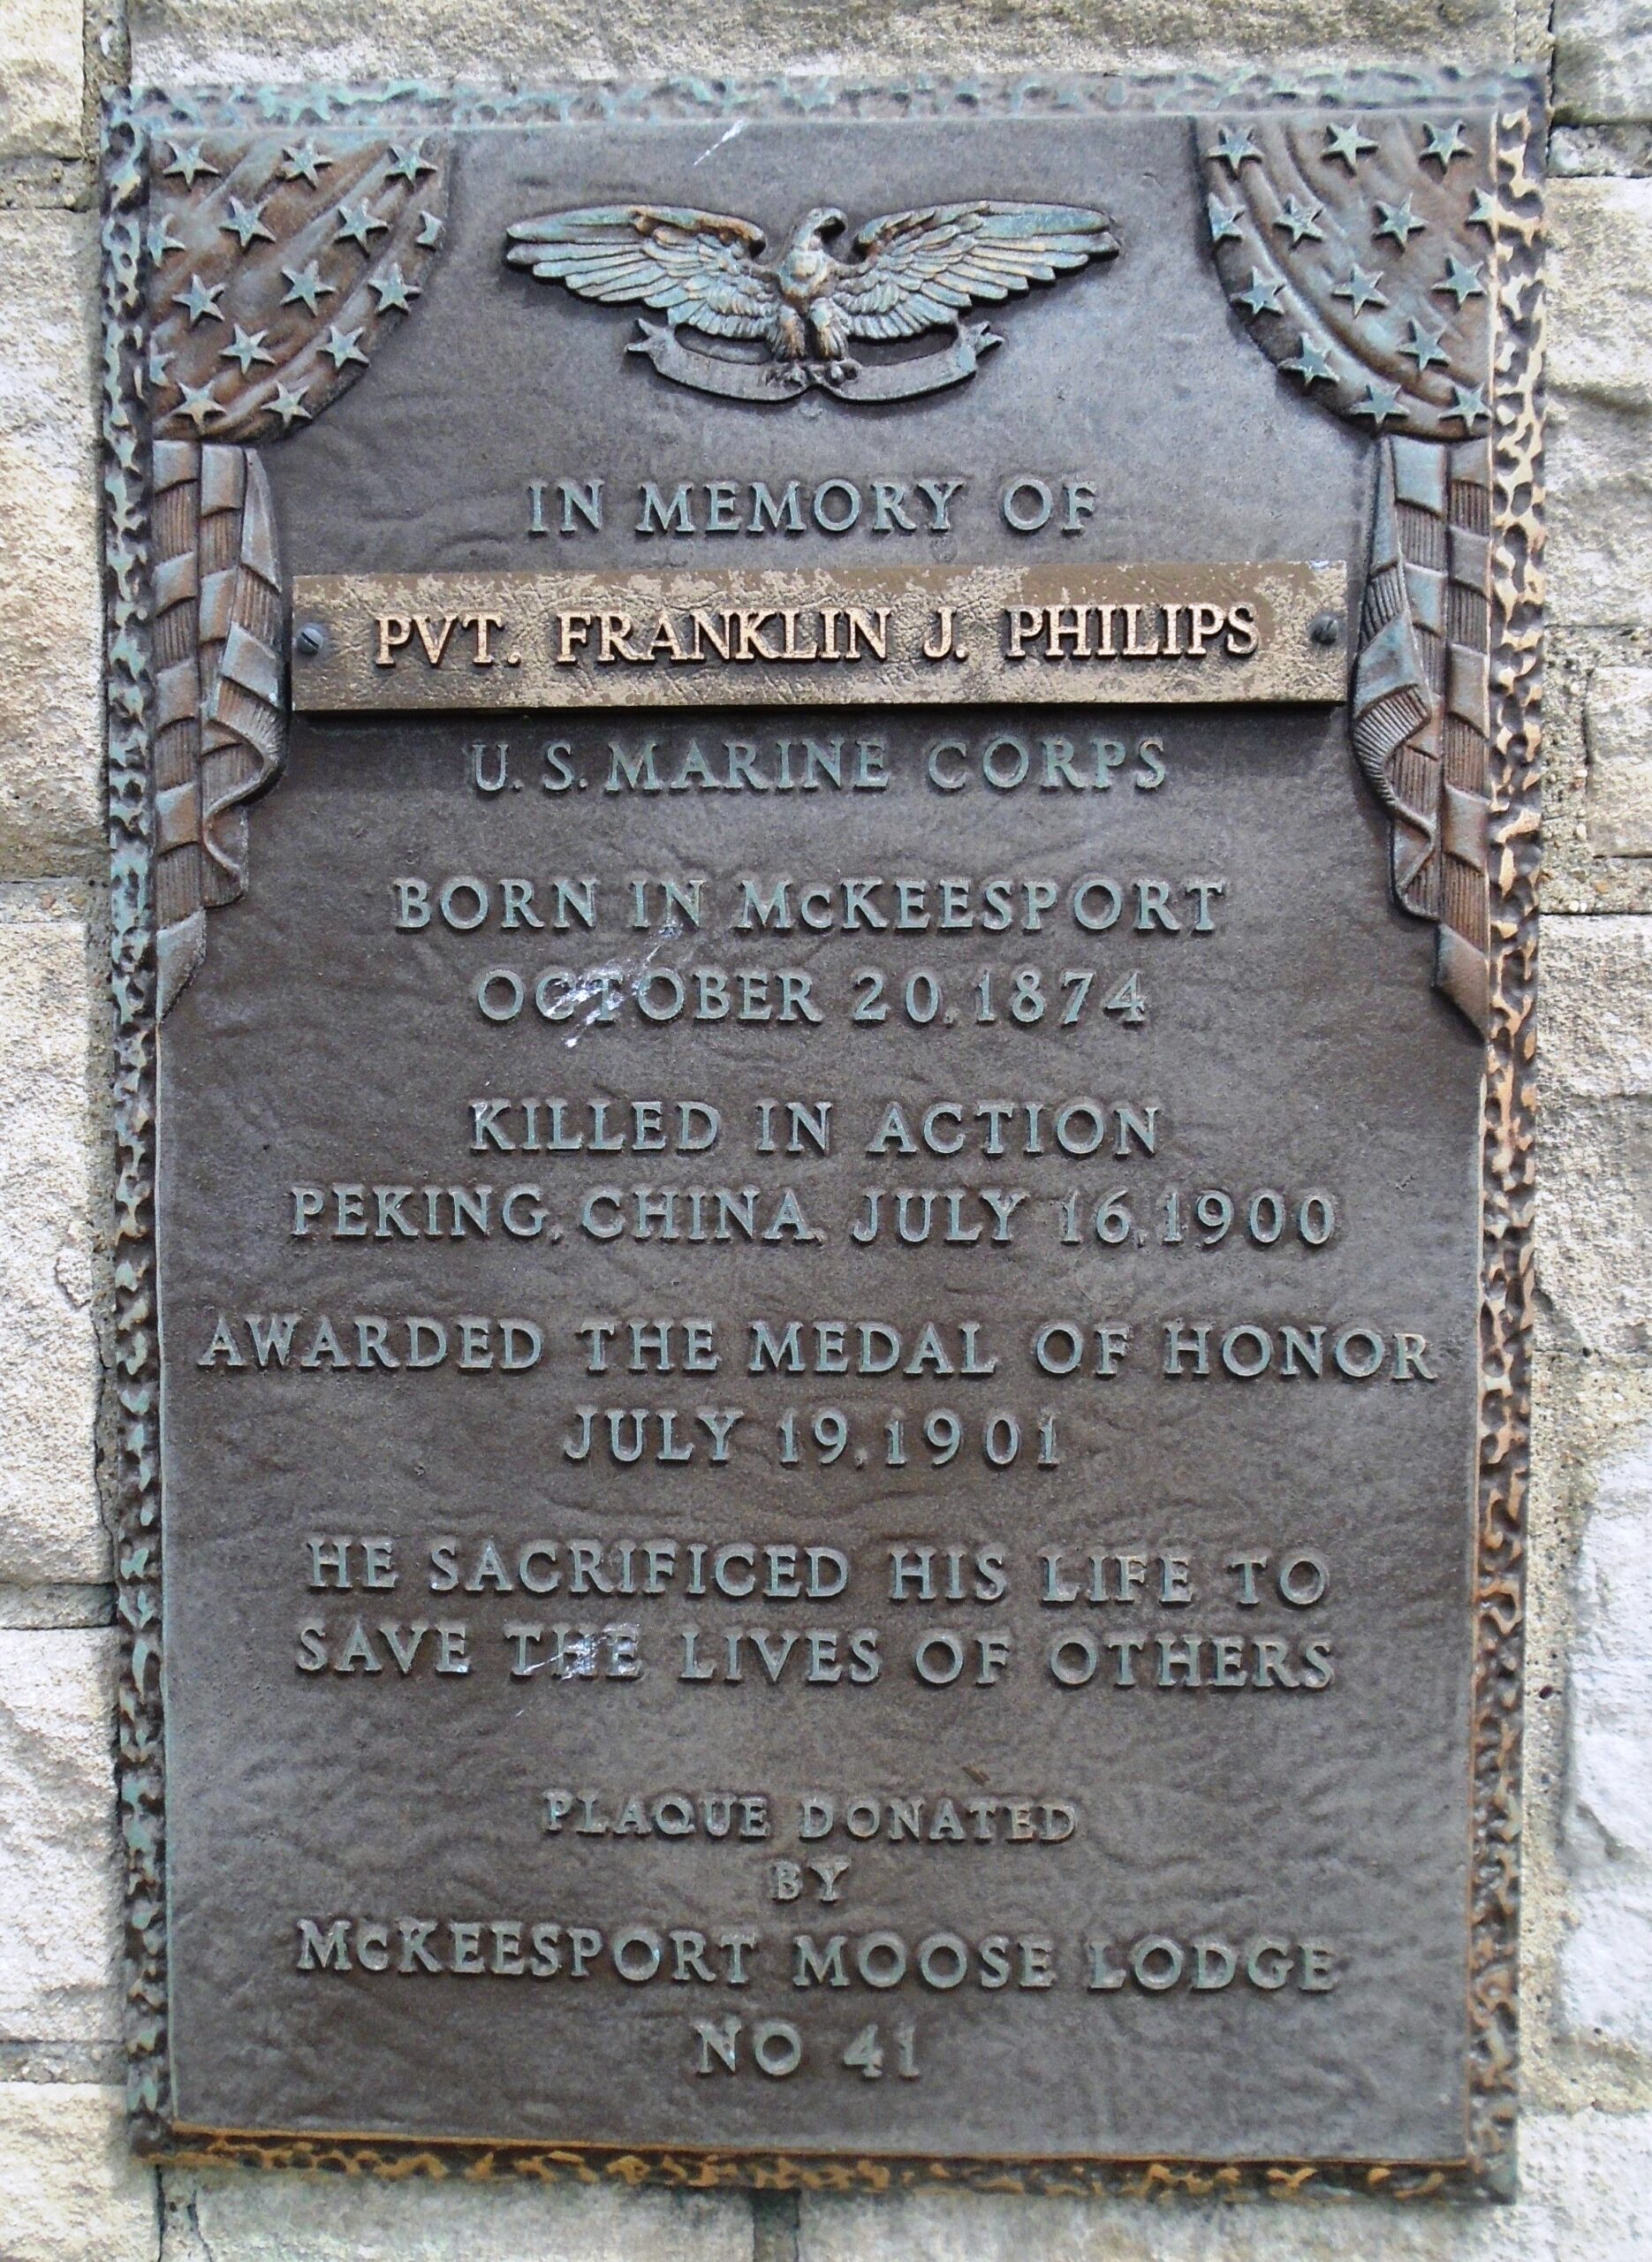 IN MEMORY OF
PVT. FRANKLIN J. PHILIPS
U.S. MARINE CORPS
BORN IN McKEESPORT
OCTOBER 20, 1874
KILLED IN ACTION
PEKING, CHINA, JULY 16, 1900
AWARDED THE MEDAL OF HONOR
JULY 19, 1901
HE SACRIFICED HIS LIFE TO
SAVE THE LIVES OF OTHERS
PLAQUE DONATED
BY
McKEESPORT MOOSE LODGE
NO 41